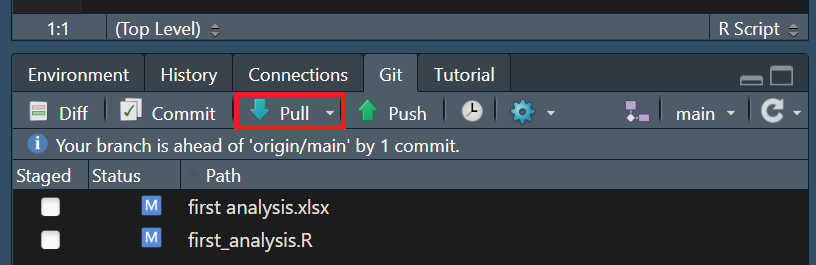 1:1 (Top Level) R Script
Environment History Connections Git Tutorial
Diff Commit Pull Push main
Your branch is ahead of 'origin/main' by 1 commit.
Staged Status Path
M first analysis.xlsx
M first_analysis.R